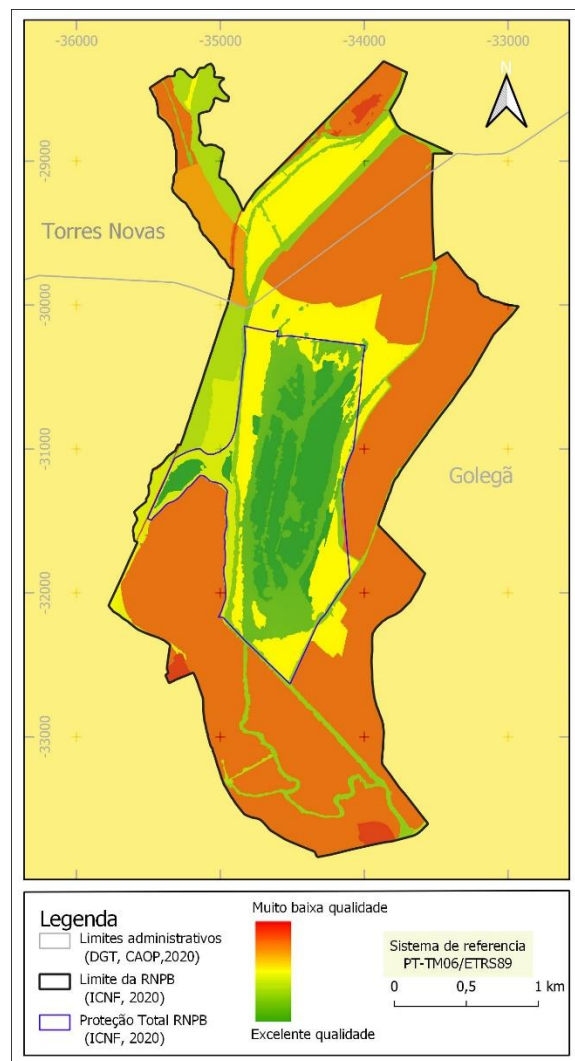 -36000 -35000 -34000 -33000
N
-29000
Torres Novas
-30000
-31000
Golegã
-32000
-33000
Legenda
Limites administrativos
(DGT, CAOP,2020)
Limite da RNPB
(ICNF, 2020)
Proteção Total RNPB
(ICNF, 2020)
Muito baixa qualidade
Excelente qualidade
Sistema de referencia
PT-TM06/ETRS89
0 0,5 1 km